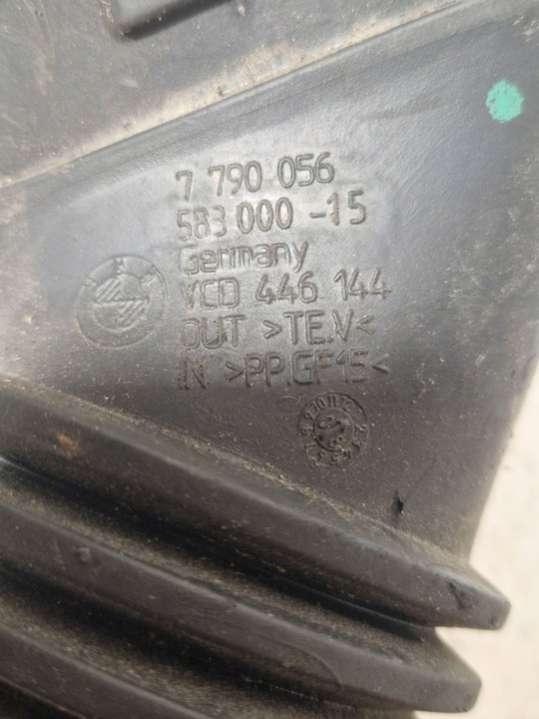 7 790 056
583 000 -15
Germany
VCD 446 144
OUT >TE.V<
IN >PP.GF15<